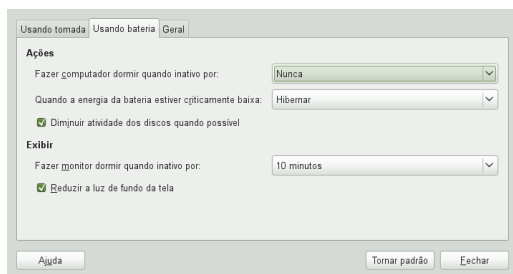 Usando tomada Usando bateria Geral
Ações
Fazer computador dormir quando inativo por: Nunca
Quando a energia da bateria estiver criticamente baixa: Hibernar
Diminuir atividade dos discos quando possível
Exibir
Fazer monitor dormir quando inativo por: 10 minutos
Reduzir a luz de fundo da tela
Ajuda Tornar padrão Fechar